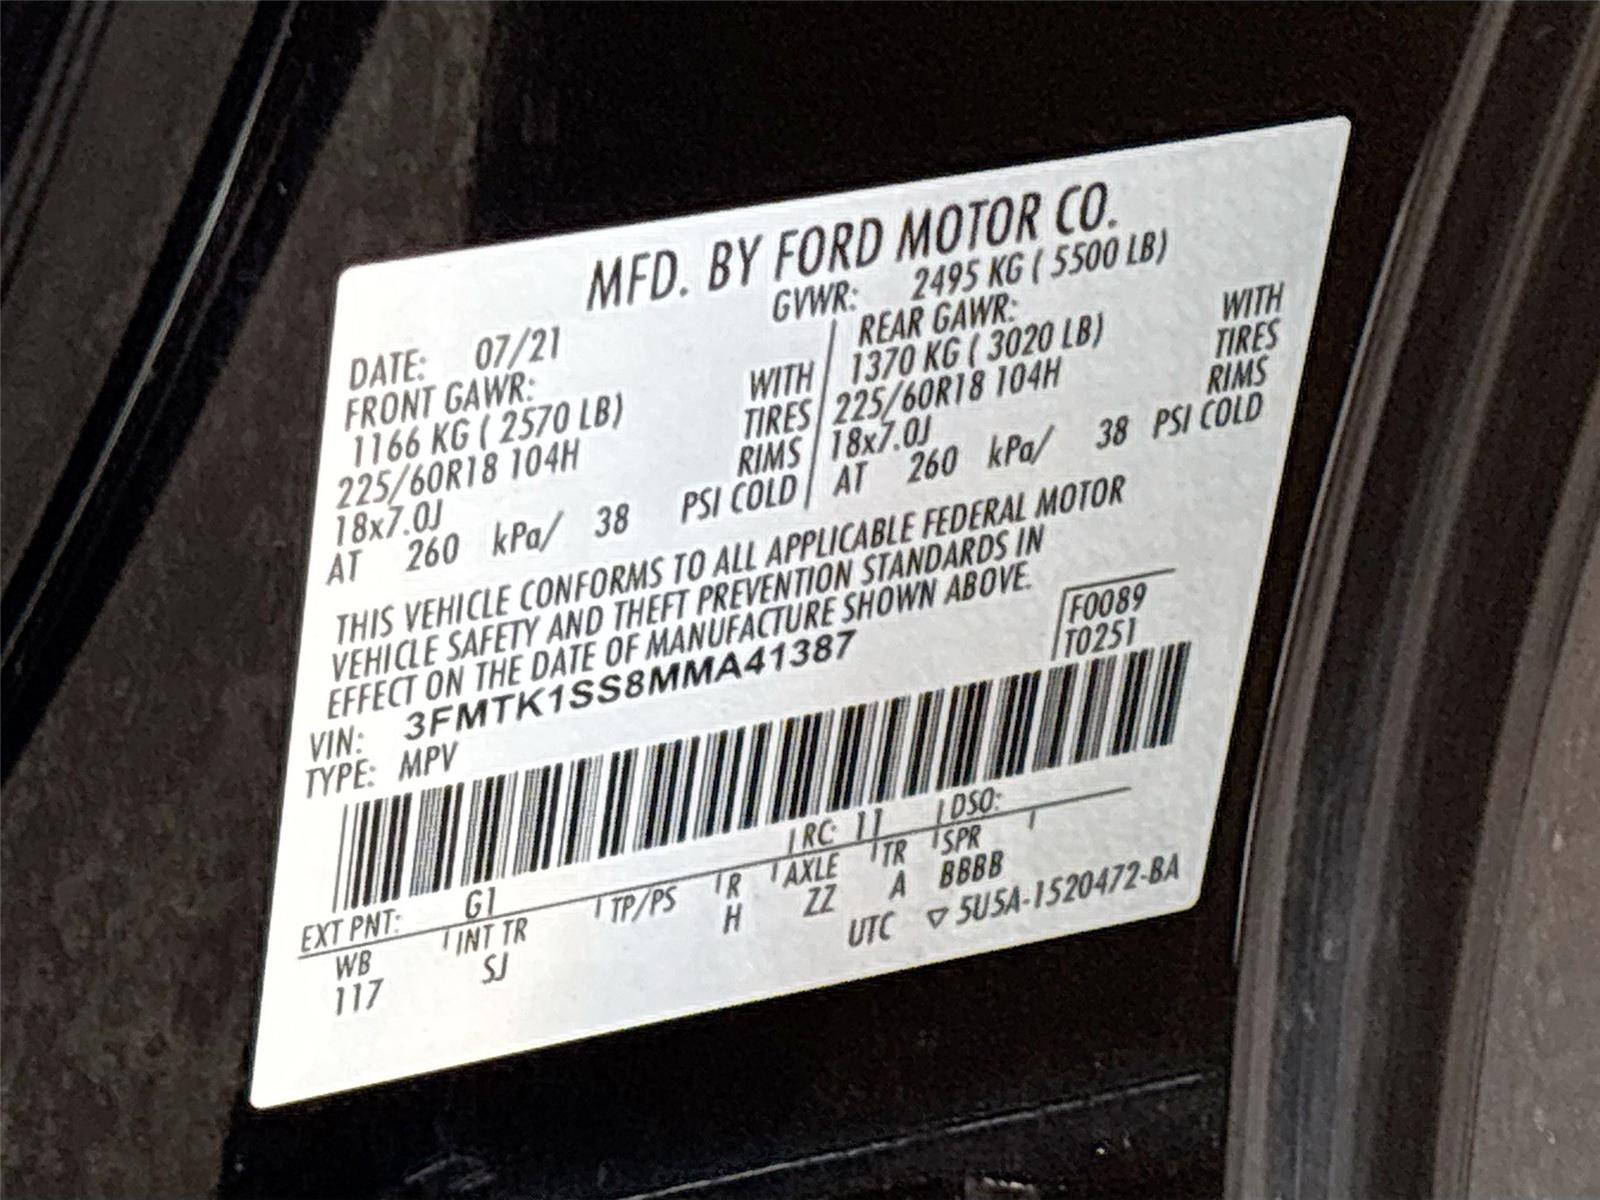 MFD. BY FORD MOTOR CO.
DATE: 07/21 GVWR: 2495 KG ( 5500 LB)
FRONT GAWR: REAR GAWR:
1166 KG ( 2570 LB) WITH 1370 KG ( 3020 LB) WITH
225/60R18 104H TIRES 225/60R18 104H TIRES
18x7.0J RIMS 18x7.0J RIMS
AT 260 kPa/ 38 PSI COLD AT 260 kPa/ 38 PSI COLD
THIS VEHICLE CONFORMS TO ALL APPLICABLE FEDERAL MOTOR
VEHICLE SAFETY AND THEFT PREVENTION STANDARDS IN
EFFECT ON THE DATE OF MANUFACTURE SHOWN ABOVE.
F0089
VIN: 3FMTK1SS8MMA41387 T0251
TYPE: MPV
EXT PNT: G1 RC: 11 DSO:
WB INT TR TP/PS R AXLE TR SPR
117 SJ H ZZ A BBBB
UTC ▽ 5U5A-1520472-BA